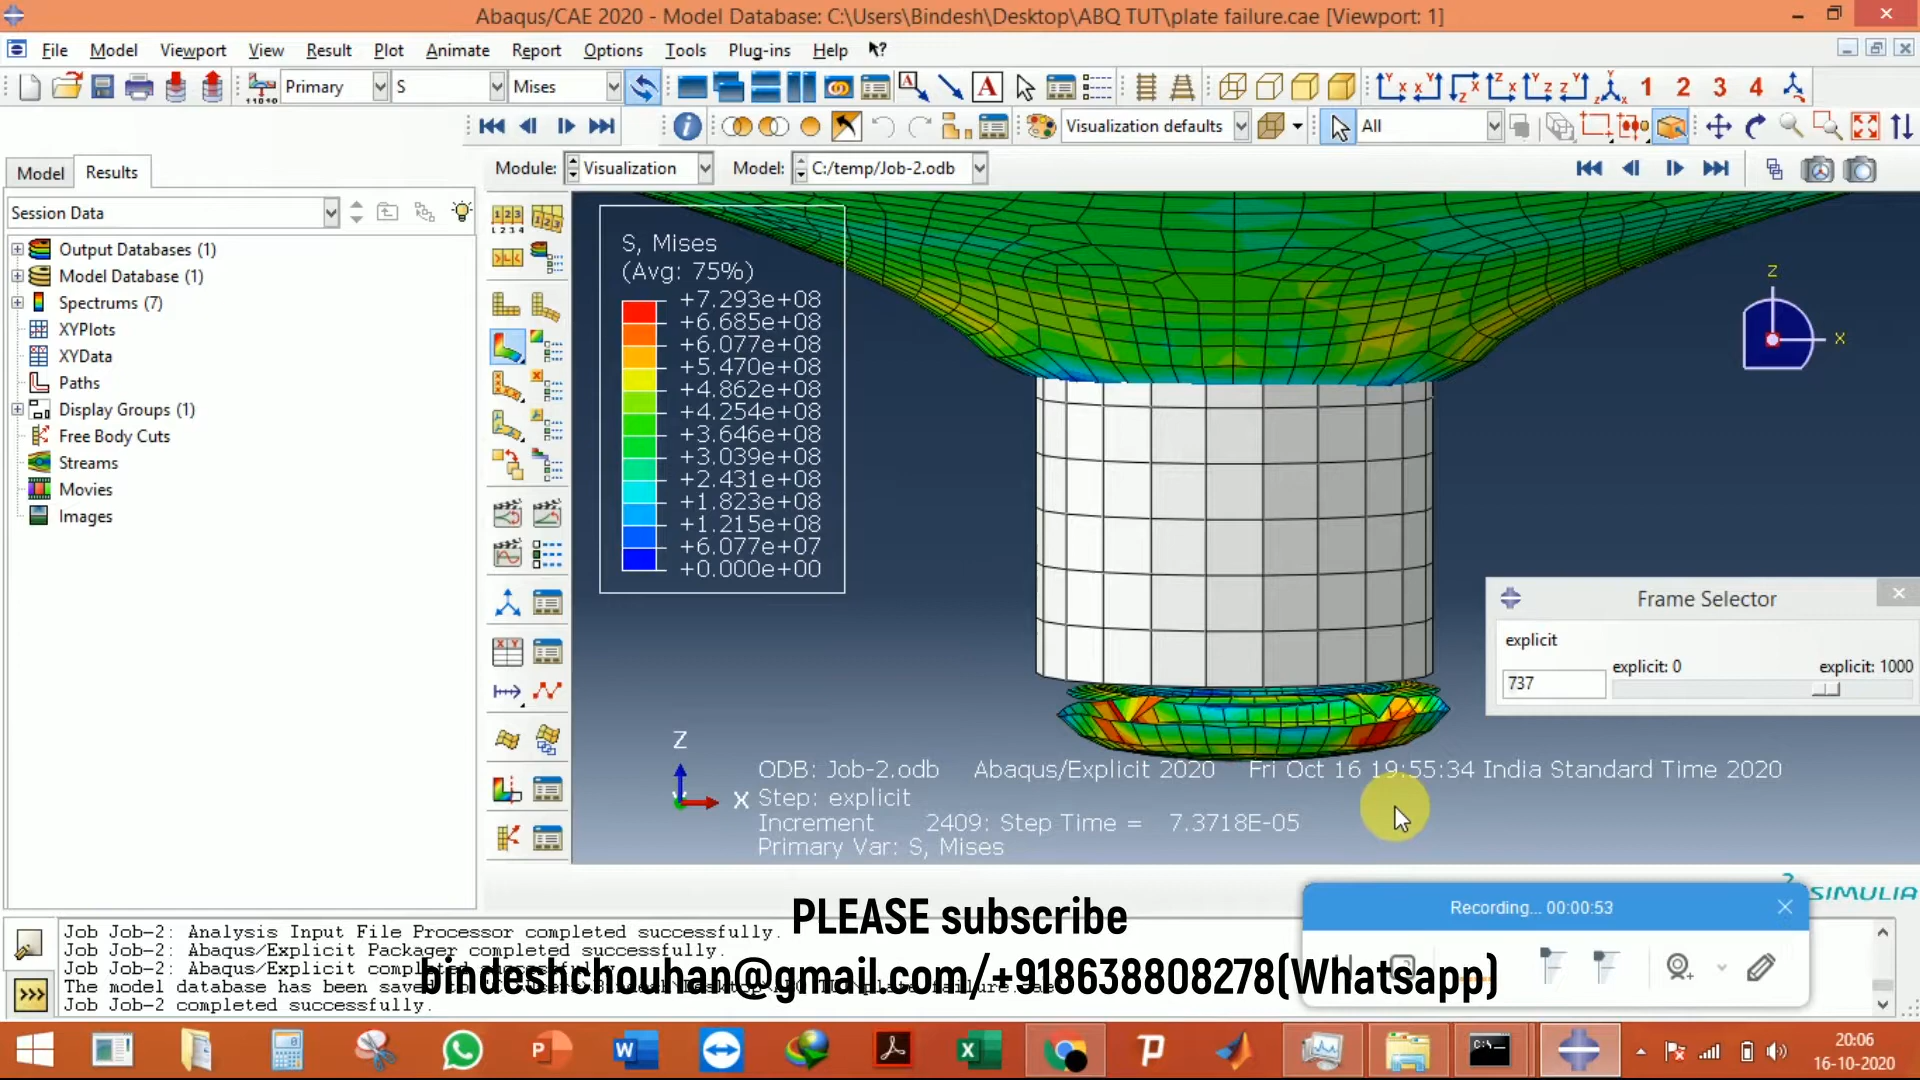 Abaqus/CAE 2020 - Model Database: C:\Users\Bindesh\Desktop\ABQ TUT\plate failure.cae [Viewport: 1]
File Model Viewport View Result Plot Animate Report Options Tools Plug-ins Help
Primary S Mises
1 2 3 4
Visualization defaults All
Model Results
Module: Visualization Model: C:/temp/Job-2.odb
Session Data
Output Databases (1)
Model Database (1)
Spectrums (7)
XYPlots
XYData
Paths
Display Groups (1)
Free Body Cuts
Streams
Movies
Images
S, Mises
(Avg: 75%)
+7.293e+08
+6.685e+08
+6.077e+08
+5.470e+08
+4.862e+08
+4.254e+08
+3.646e+08
+3.039e+08
+2.431e+08
+1.823e+08
+1.215e+08
+6.077e+07
+0.000e+00
Z
X
Frame Selector
explicit
explicit: 0 explicit: 1000
737
Z
X
ODB: Job-2.odb Abaqus/Explicit 2020 Fri Oct 16 19:55:34 India Standard Time 2020
Step: explicit
Increment 2409: Step Time = 7.3718E-05
Primary Var: S, Mises
SIMULIA
Recording... 00:00:53
PLEASE subscribe
bindeshchouhan@gmail.com/+918638808278(Whatsapp)
Job Job-2: Analysis Input File Processor completed successfully.
Job Job-2: Abaqus/Explicit Packager completed successfully.
Job Job-2: Abaqus/Explicit
The model database has been saved
Job Job-2 completed successfully.
20:06
16-10-2020